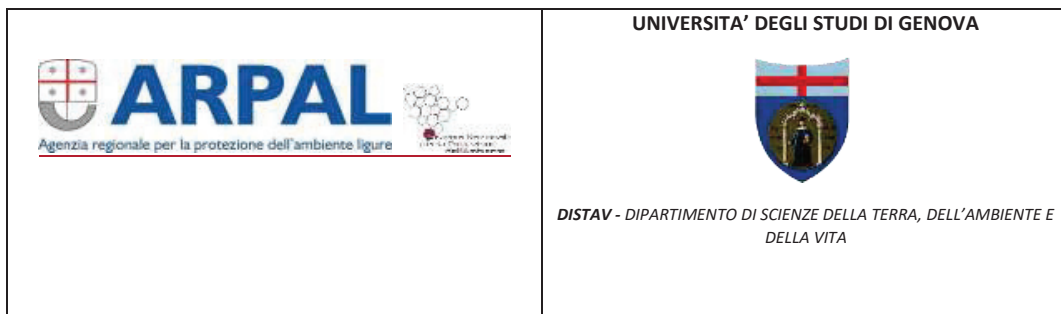 ARPAL
Agenzia regionale per la protezione dell'ambiente ligure
UNIVERSITA’ DEGLI STUDI DI GENOVA
DISTAV - DIPARTIMENTO DI SCIENZE DELLA TERRA, DELL’AMBIENTE E
DELLA VITA